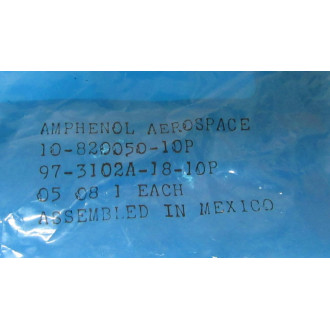 AMPHENOL AEROSPACE
10-820050-10P
97-3102A-18-10P
05 08 1 EACH
ASSEMBLED IN MEXICO